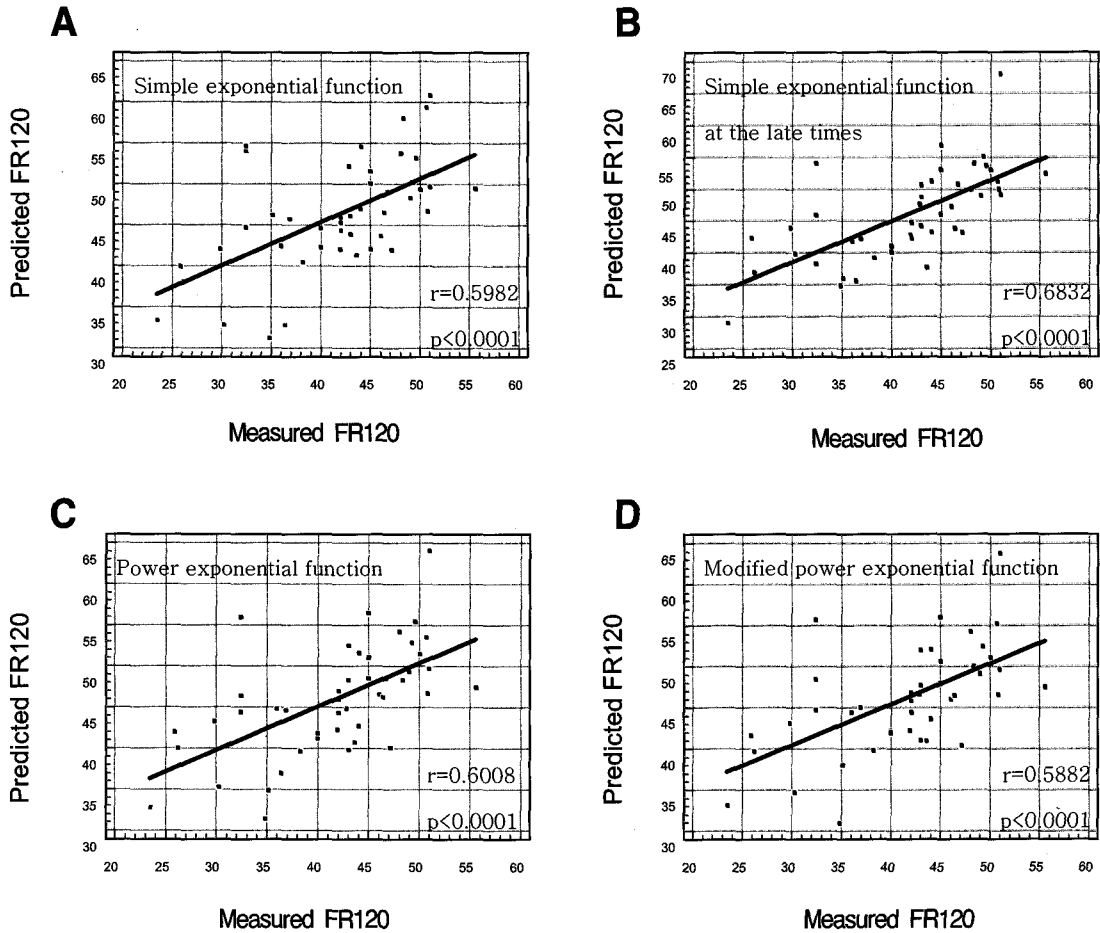 A
65
60
55
50
45
40
35
30
Predicted FR120
Simple exponential function
r=0.5982
p<0.0001
20 25 30 35 40 45 50 55 60
Measured FR120
B
70
65
60
55
50
45
40
35
30
25
Predicted FR120
Simple exponential function
at the late times
r=0.6832
p<0.0001
20 25 30 35 40 45 50 55 60
Measured FR120
C
65
60
55
50
45
40
35
30
Predicted FR120
Power exponential function
r=0.6008
p<0.0001
20 25 30 35 40 45 50 55 60
Measured FR120
D
65
60
55
50
45
40
35
30
Predicted FR120
Modified power exponential function
r=0.5882
p<0.0001
20 25 30 35 40 45 50 55 60
Measured FR120